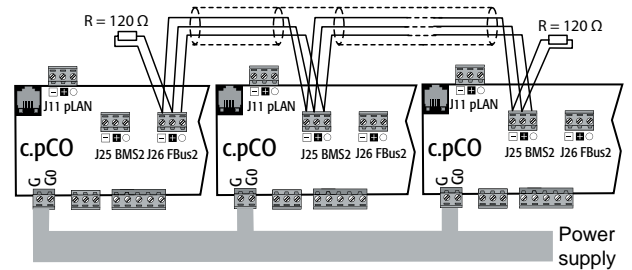 R = 120 Ω
R = 120 Ω
J11 pLAN
J11 pLAN
J11 pLAN
c.pCO
J25 BMS2
J26 FBus2
c.pCO
J25 BMS2
J26 FBus2
c.pCO
J25 BMS2
J26 FBus2
G
G0
G
G0
G
G0
Power
supply